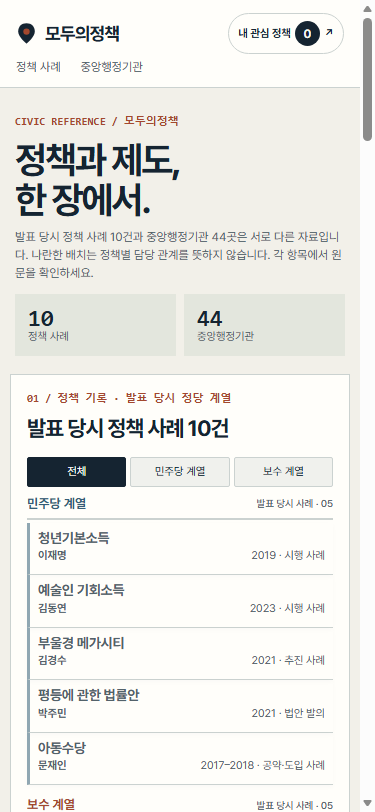 모두의정책
내 관심 정책 0 ↗
정책 사례 중앙행정기관
CIVIC REFERENCE / 모두의정책
정책과 제도,
한 장에서.
발표 당시 정책 사례 10건과 중앙행정기관 44곳은 서로 다른 자료입니
다. 나란한 배치는 정책별 담당 관계를 뜻하지 않습니다. 각 항목에서 원
문을 확인하세요.
10
정책 사례
44
중앙행정기관
01 / 정책 기록 · 발표 당시 정당 계열
발표 당시 정책 사례 10건
전체 민주당 계열 보수 계열
민주당 계열 발표 당시 사례 · 05
청년기본소득
이재명 2019 · 시행 사례
예술인 기회소득
김동연 2023 · 시행 사례
부울경 메가시티
김경수 2021 · 추진 사례
평등에 관한 법률안
박주민 2021 · 법안 발의
아동수당
문재인 2017–2018 · 공약·도입 사례
보수 계열 발표 당시 사례 · 05